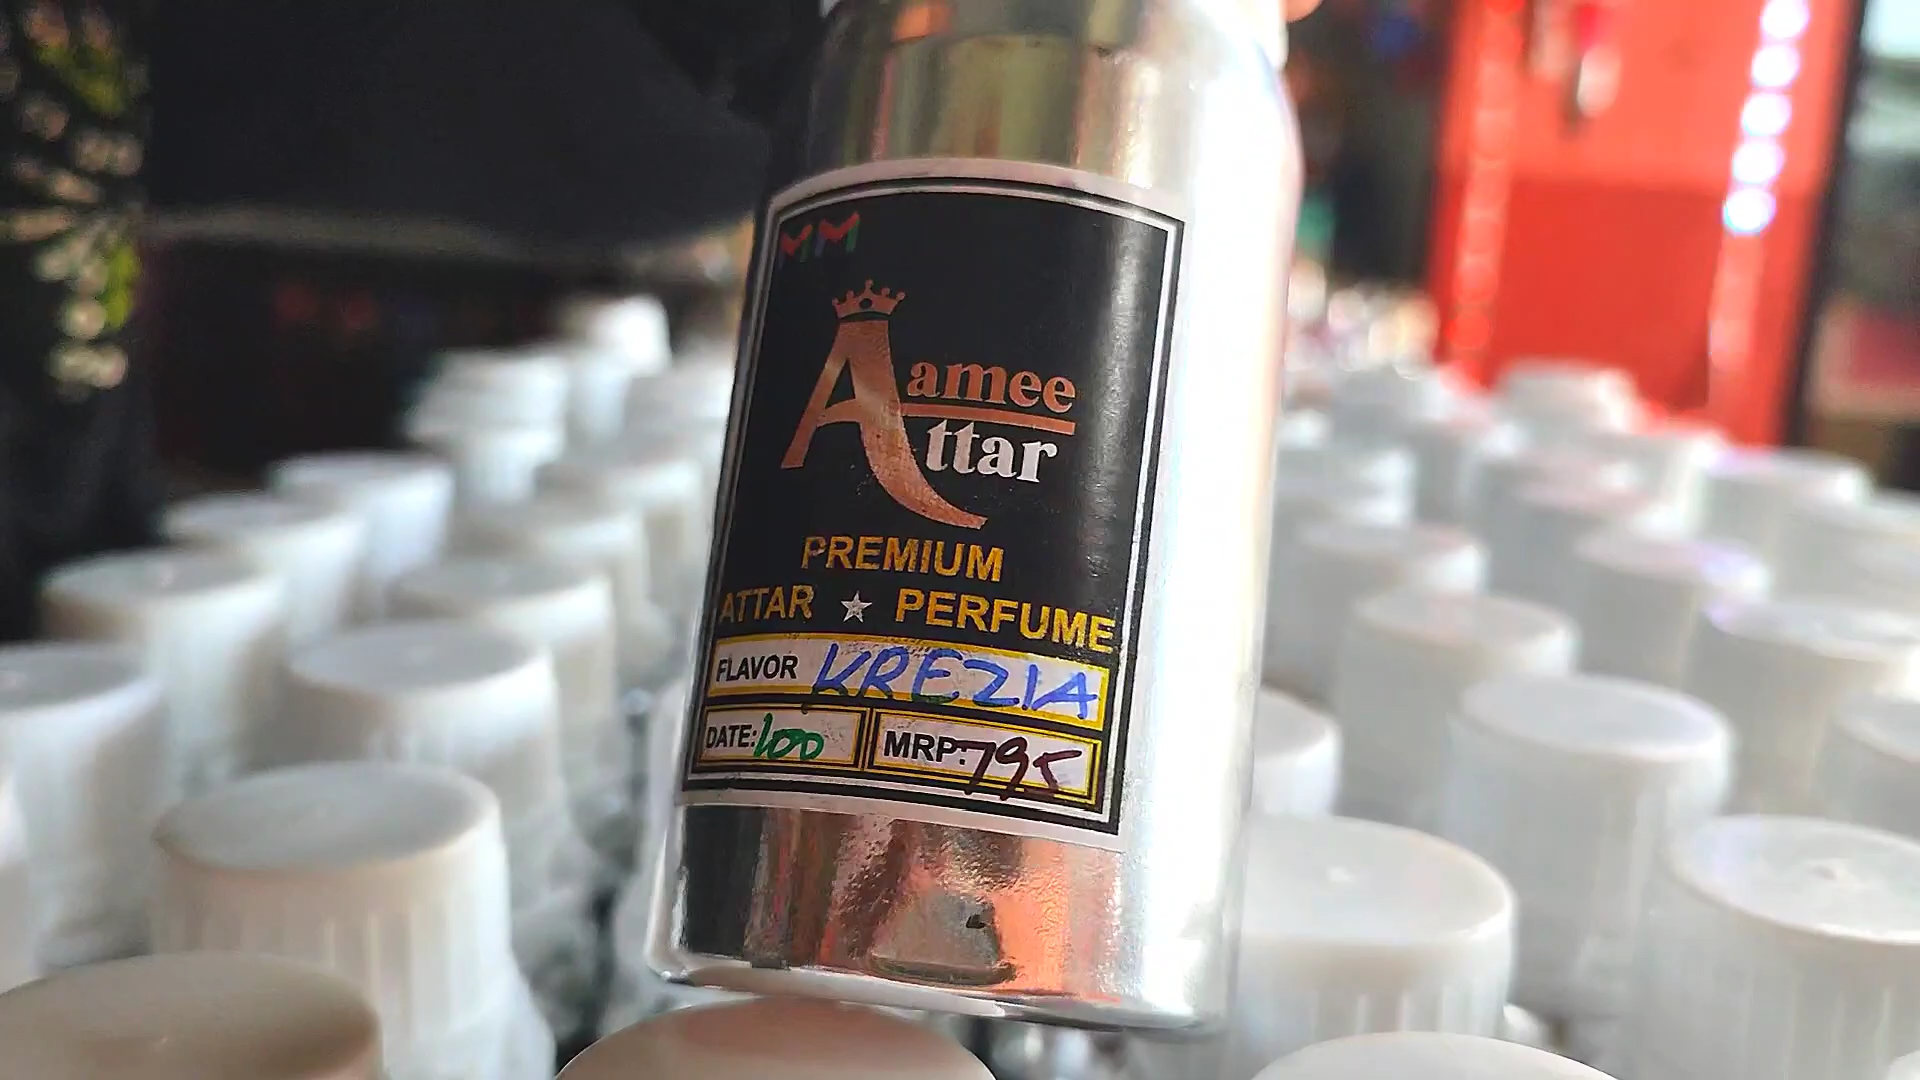 MM
Aamee
Attar
PREMIUM
ATTAR ★ PERFUME
FLAVOR KREZIA
DATE: 100 MRP: 795